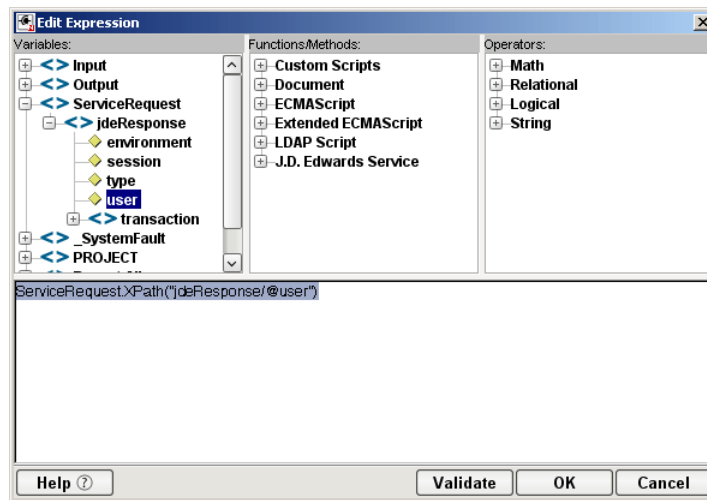 Edit Expression
Variables:
Input
Output
ServiceRequest
jdeResponse
environment
session
type
user
transaction
_SystemFault
PROJECT
Functions/Methods:
Custom Scripts
Document
ECMAScript
Extended ECMAScript
LDAP Script
J.D. Edwards Service
Operators:
Math
Relational
Logical
String
ServiceRequest.XPath("jdeResponse/@user")
Help ?
Validate
OK
Cancel